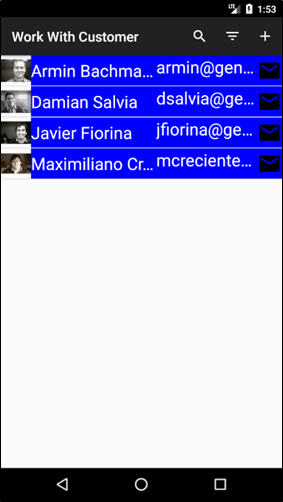 LTE 1:53
Work With Customer
Armin Bachma... armin@gen...
Damian Salvia dsalvia@ge...
Javier Fiorina jfiorina@ge...
Maximiliano Cr... mcreciente...